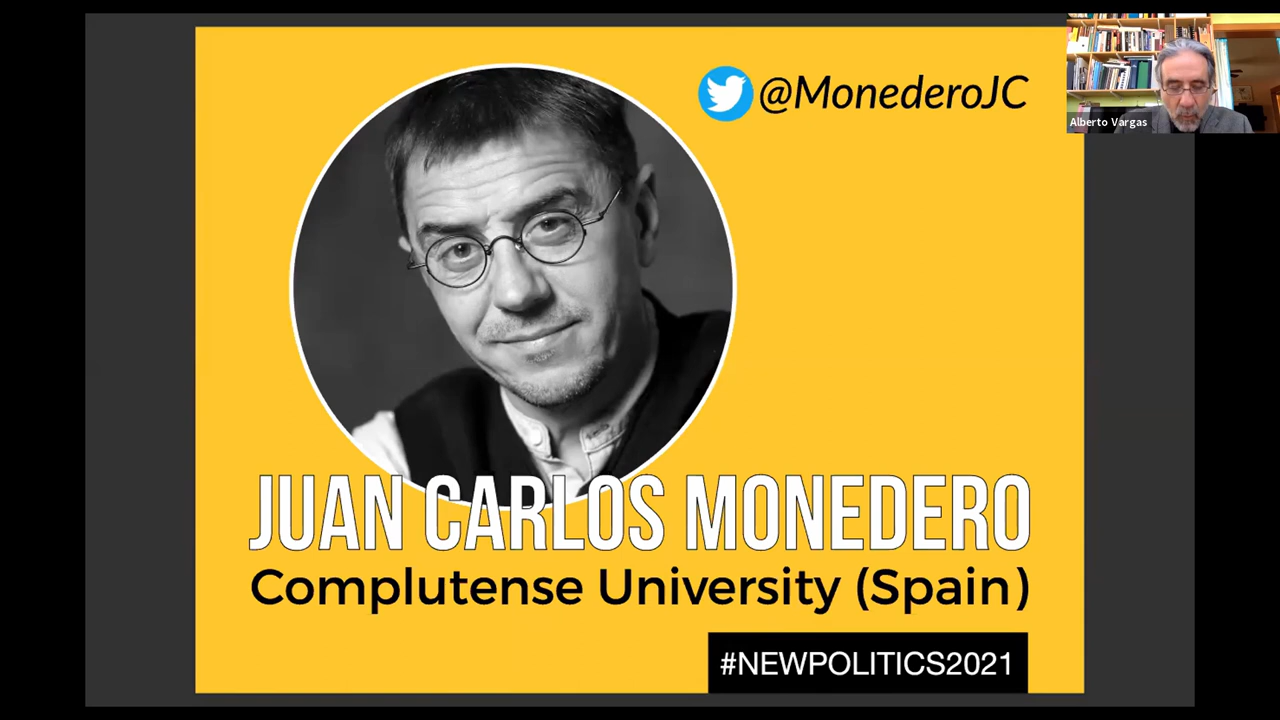 @MonederoJC
Alberto Vargas
JUAN CARLOS MONEDERO
Complutense University (Spain)
#NEWPOLITICS2021